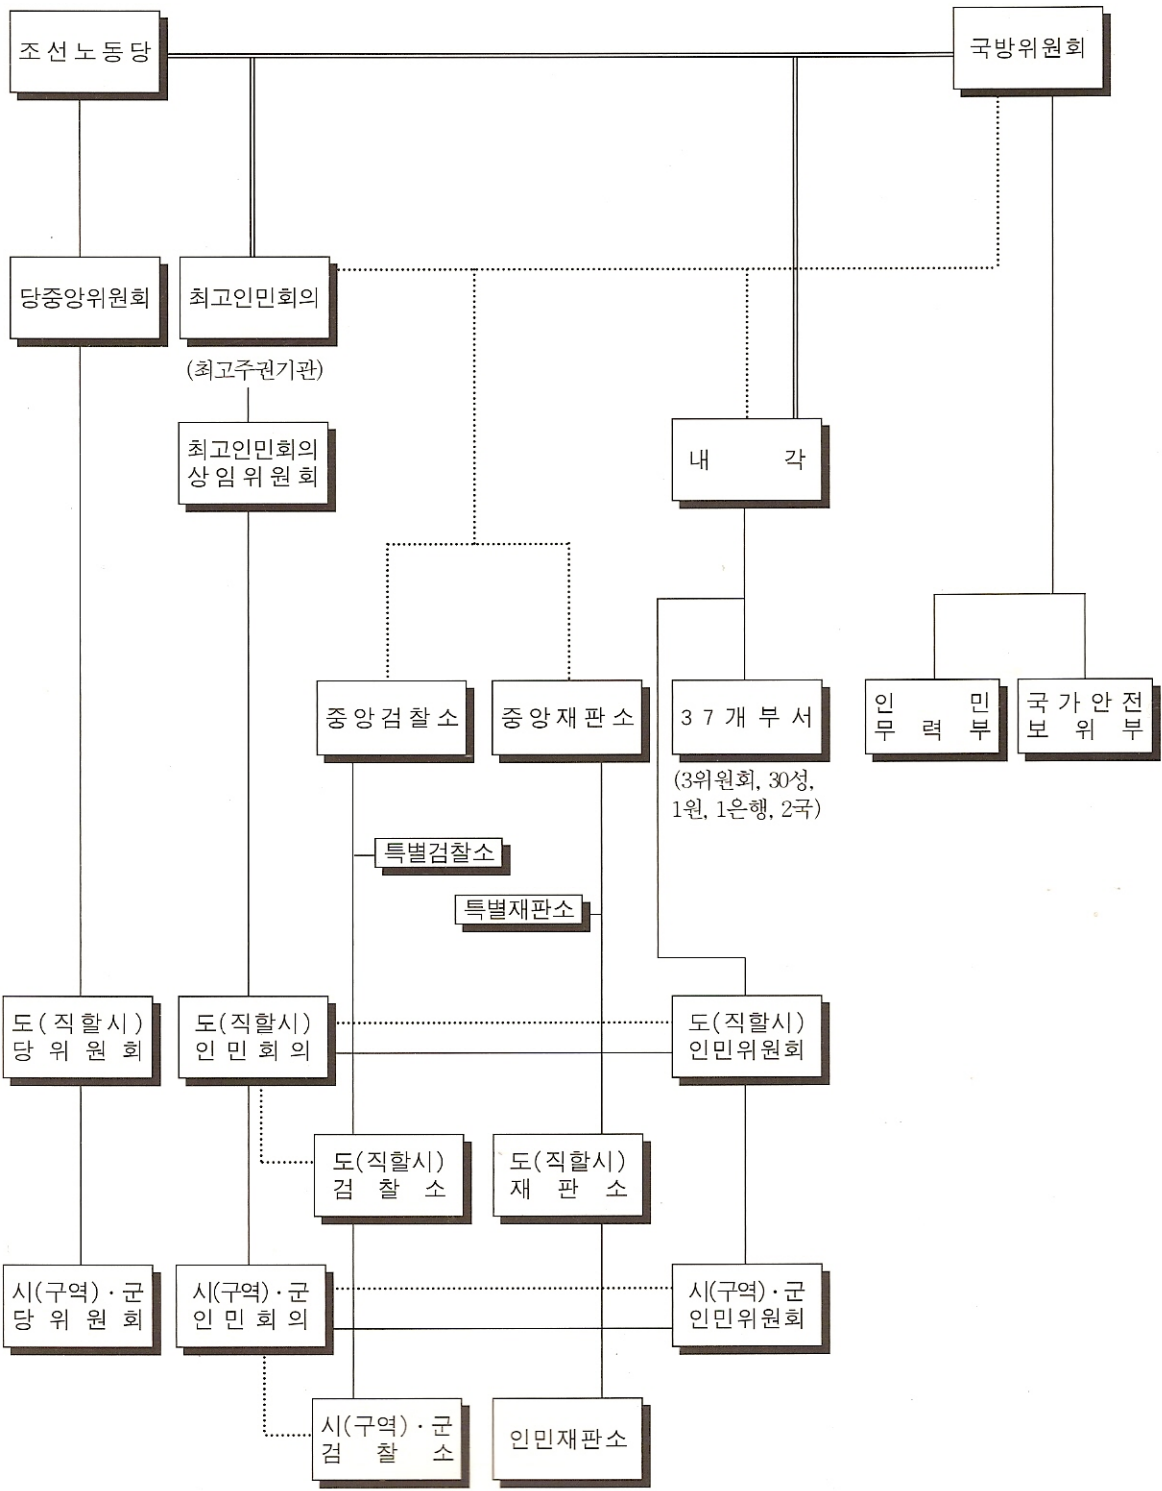 조선노동당
국방위원회
당중앙위원회
최고인민회의
(최고주권기관)
최고인민회의
상임위원회
내 각
중앙검찰소
중앙재판소
37개부서
(3위원회, 30성,
1원, 1은행, 2국)
인 민
무 력 부
국가안전
보 위 부
특별검찰소
특별재판소
도(직할시)
당 위 원 회
도(직할시)
인 민 회 의
도(직할시)
인민위원회
도(직할시)
검 찰 소
도(직할시)
재 판 소
시(구역)·군
당 위 원 회
시(구역)·군
인 민 회 의
시(구역)·군
인민위원회
시(구역)·군
검 찰 소
인민재판소